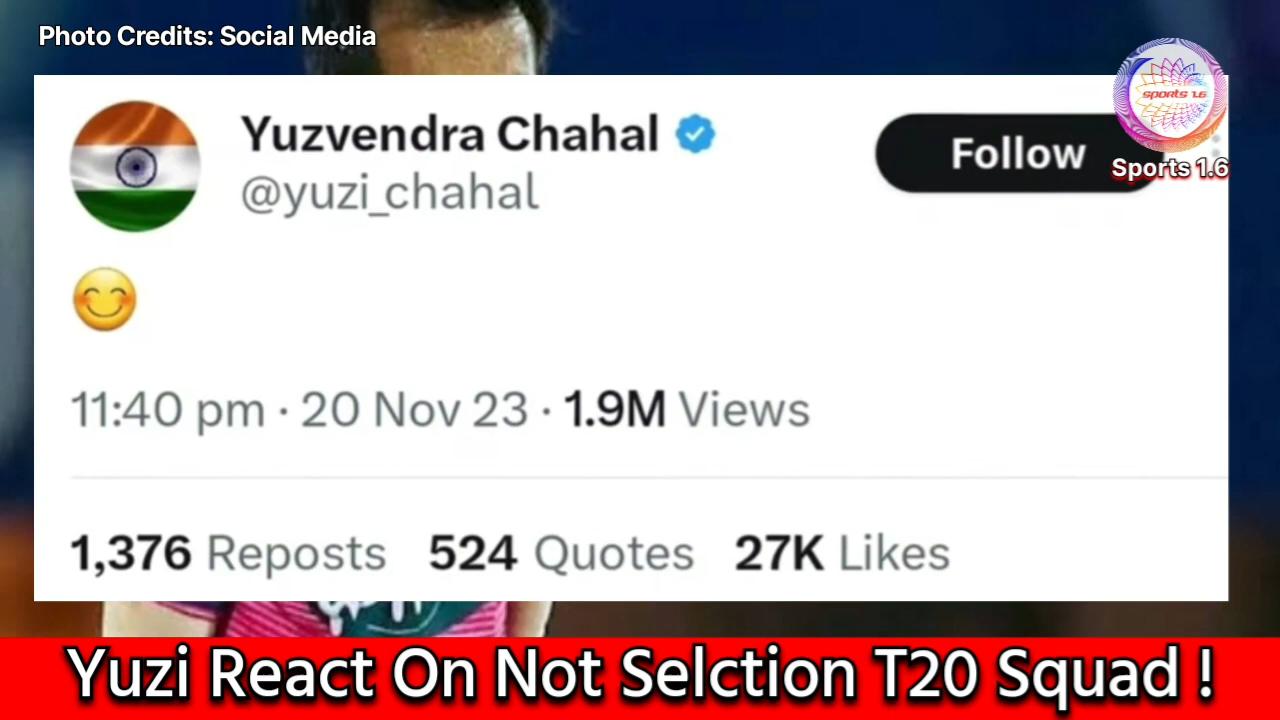 Photo Credits: Social Media
sports 1.6
Sports 1.6
Yuzvendra Chahal
Follow
@yuzi_chahal
😊
11:40 pm · 20 Nov 23 · 1.9M Views
1,376 Reposts 524 Quotes 27K Likes
Yuzi React On Not Selction T20 Squad !